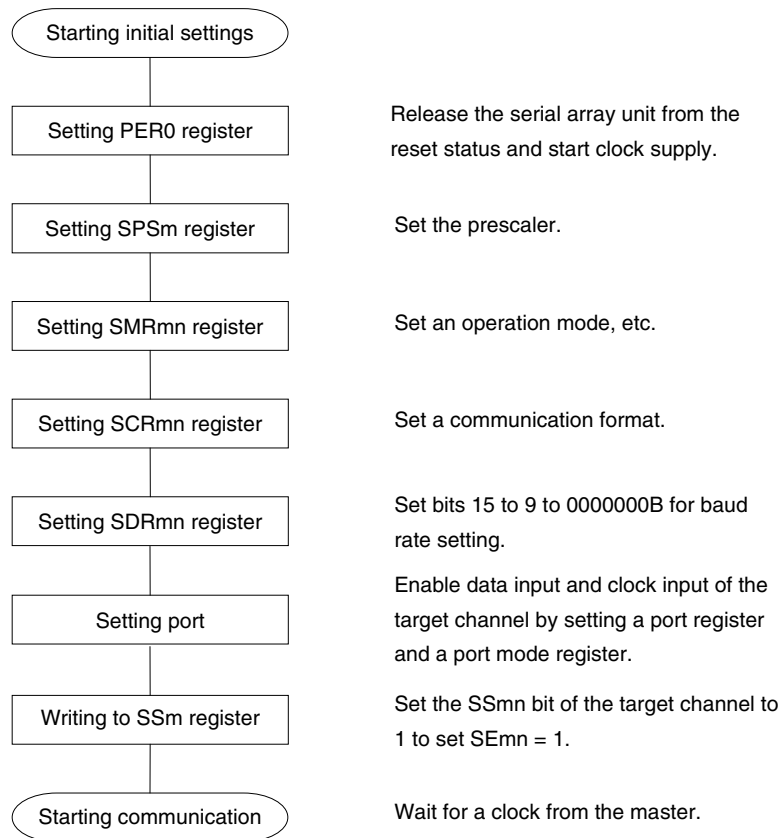 Starting initial settings
Setting PER0 register
Release the serial array unit from the
reset status and start clock supply.
Setting SPSm register
Set the prescaler.
Setting SMRmn register
Set an operation mode, etc.
Setting SCRmn register
Set a communication format.
Setting SDRmn register
Set bits 15 to 9 to 0000000B for baud
rate setting.
Setting port
Enable data input and clock input of the
target channel by setting a port register
and a port mode register.
Writing to SSm register
Set the SSmn bit of the target channel to
1 to set SEmn = 1.
Starting communication
Wait for a clock from the master.